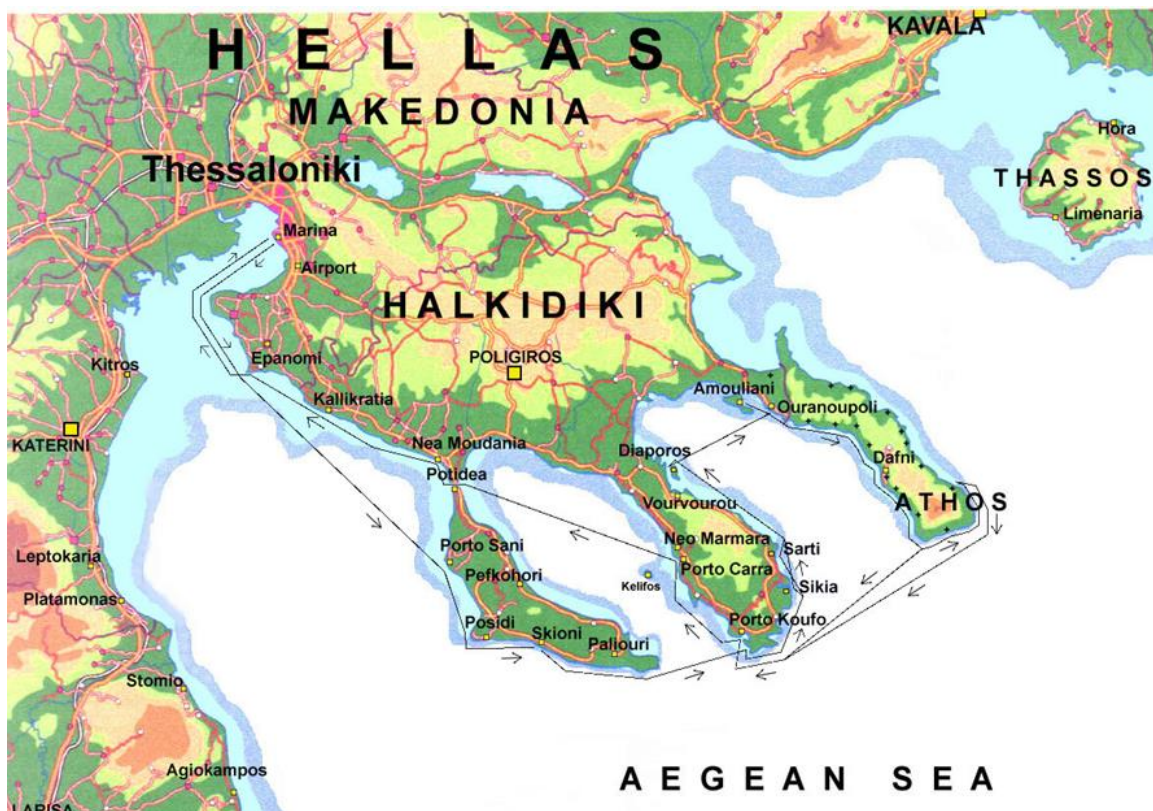 KAVALA
HELLAS
MAKEDONIA
Hora
Thessaloniki
THASSOS
Limenaria
Marina
Airport
HALKIDIKI
Epanomi
POLIGIROS
Kitros
Amouliani
Kallikratia
Ouranoupoli
KATERINI
Nea Moudania
Diaporos
Dafni
Potidea
Vourvourou
ATHOS
Neo Marmara
Leptokaria
Porto Sani
Sarti
Porto Carra
Pefkohori
Kelifos
Sikia
Platamonas
Posidi
Porto Koufo
Skioni
Paliouri
Stomio
Agiokampos
AEGEAN SEA
LARISA